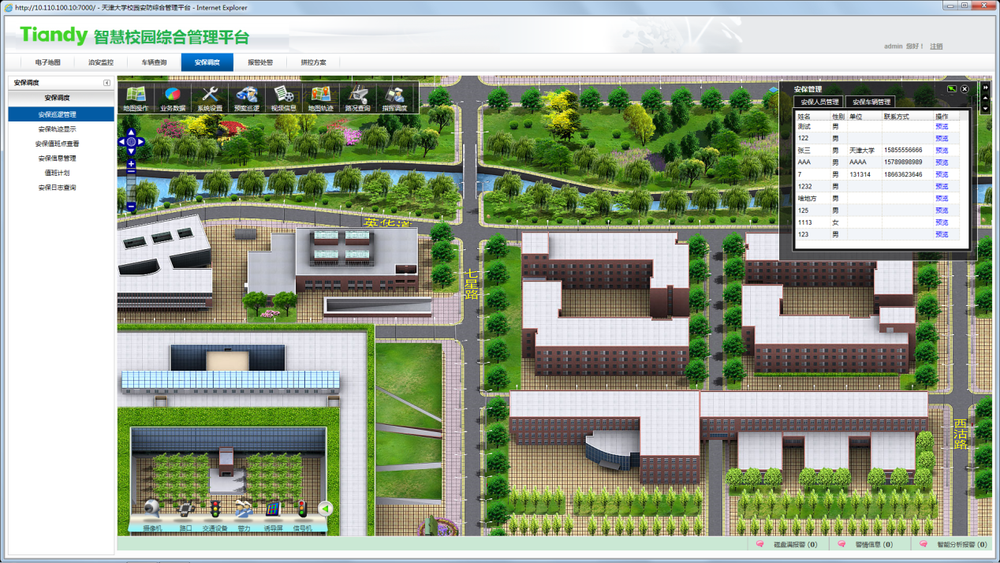 http://10.110.100.10:7000/ - 天津大学校园安防综合管理平台 - Internet Explorer
Tiandy 智慧校园综合管理平台
admin 您好！ 注销
电子地图 治安监控 车辆查询 安保调度 报警处警 拼控方案
安保调度
安保调度
安保巡逻管理
安保轨迹显示
安保值班点查看
安保信息管理
值班计划
安保日志查询
地图操作 业务数据 系统设置 预案巡逻 视频信息 地图轨迹 路况查询 指挥调度
安保管理
安保人员管理 安保车辆管理
姓名 性别 单位 联系方式 操作
测试 男 预览
122 男 预览
张三 男 天津大学 15855556666 预览
AAA 男 AAAA 15789898989 预览
7 男 131314 18663623646 预览
1232 男 预览
啥地方 男 预览
125 男 预览
1113 女 预览
123 男 预览
七星路
西沽路
摄像机 路口 交通设备 警力 诱导屏 信号机
磁盘满报警 (0) 警情信息 (0) 智能分析报警 (0)